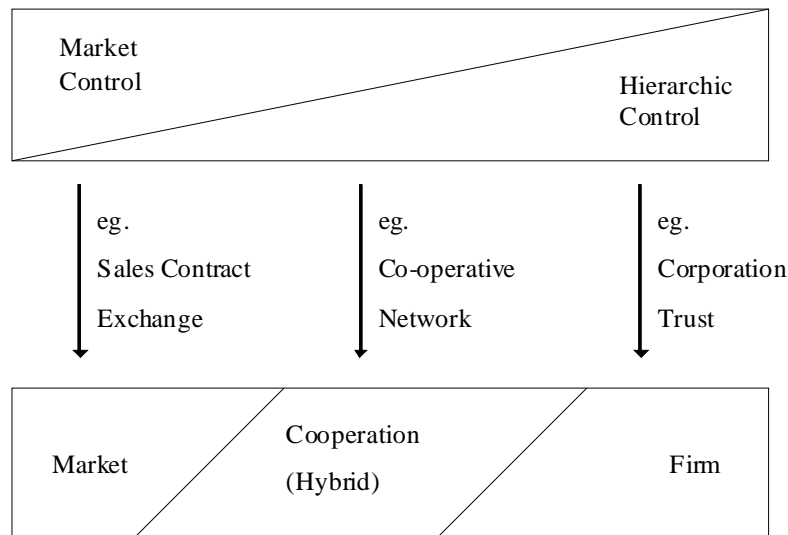 Market
Control
Hierarchic
Control
eg.
Sales Contract
Exchange
eg.
Co-operative
Network
eg.
Corporation
Trust
Market
Cooperation
(Hybrid)
Firm